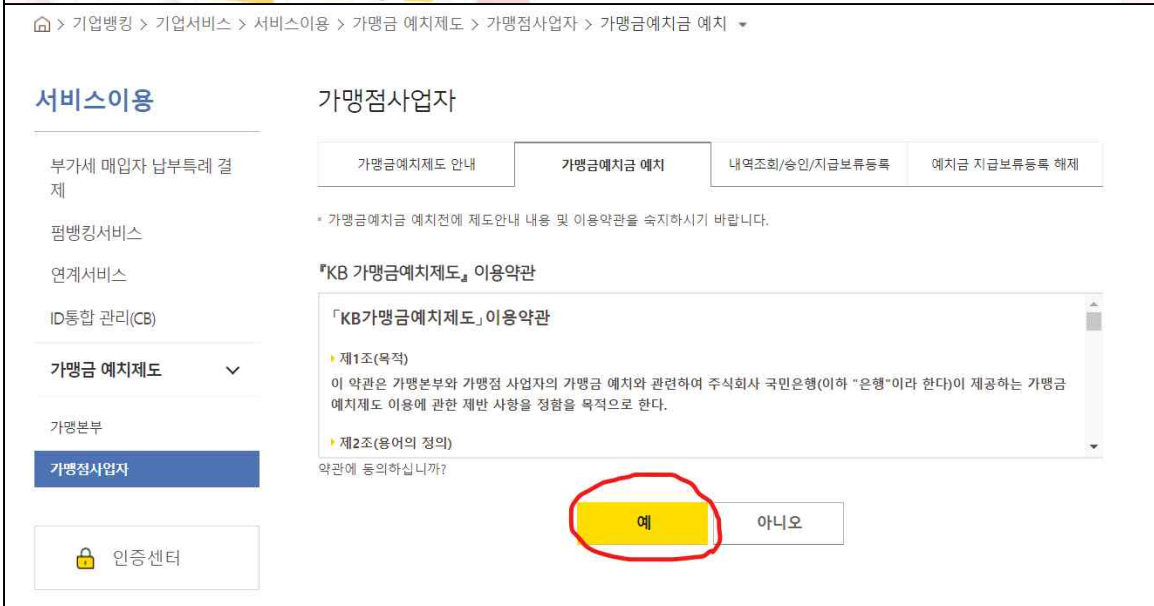 > 기업뱅킹 > 기업서비스 > 서비스이용 > 가맹금 예치제도 > 가맹점사업자 > 가맹금예치금 예치
서비스이용
부가세 매입자 납부특례 결
제
펌뱅킹서비스
연계서비스
ID통합 관리(CB)
가맹금 예치제도
가맹본부
가맹점사업자
인증센터
가맹점사업자
가맹금예치제도 안내 가맹금예치금 예치 내역조회/승인/지급보류등록 예치금 지급보류등록 해제
가맹금예치금 예치전에 제도안내 내용 및 이용약관을 숙지하시기 바랍니다.
『KB 가맹금예치제도』 이용약관
「KB가맹금예치제도」이용약관
제1조(목적)
이 약관은 가맹본부와 가맹점 사업자의 가맹금 예치와 관련하여 주식회사 국민은행(이하 "은행"이라 한다)이 제공하는 가맹금
예치제도 이용에 관한 제반 사항을 정함을 목적으로 한다.
제2조(용어의 정의)
약관에 동의하십니까?
예 아니오